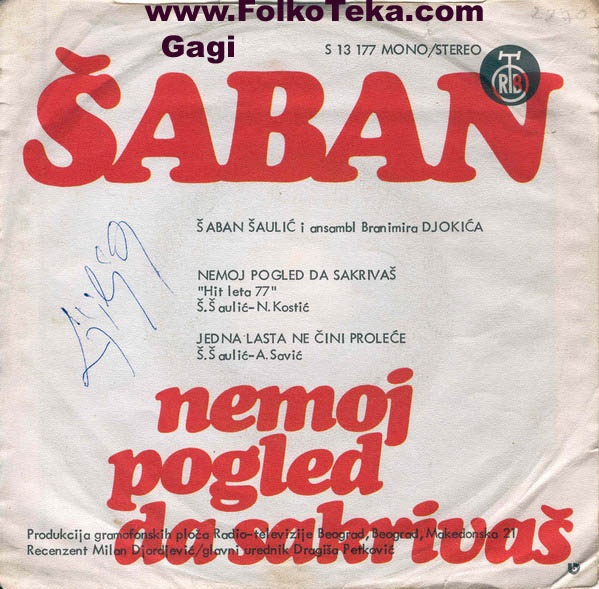 www.FolkoTeka.com
Gagi
S 13 177 MONO/STEREO
RTB
ŠABAN
ŠABAN ŠAULIĆ i ansambl Branimira DJOKIĆA
NEMOJ POGLED DA SAKRIVAŠ
"Hit leta 77"
Š.Šaulić-N.Kostić
JEDNA LASTA NE ČINI PROLEĆE
Š.Šaulić-A.Savić
nemoj
pogled
da sakrivaš
Produkcija gramofonskih ploča Radio-televizije Beograd, Beograd, Makedonska 21
Recenzent Milan Djordjević/glavni urednik Dragiša Petković